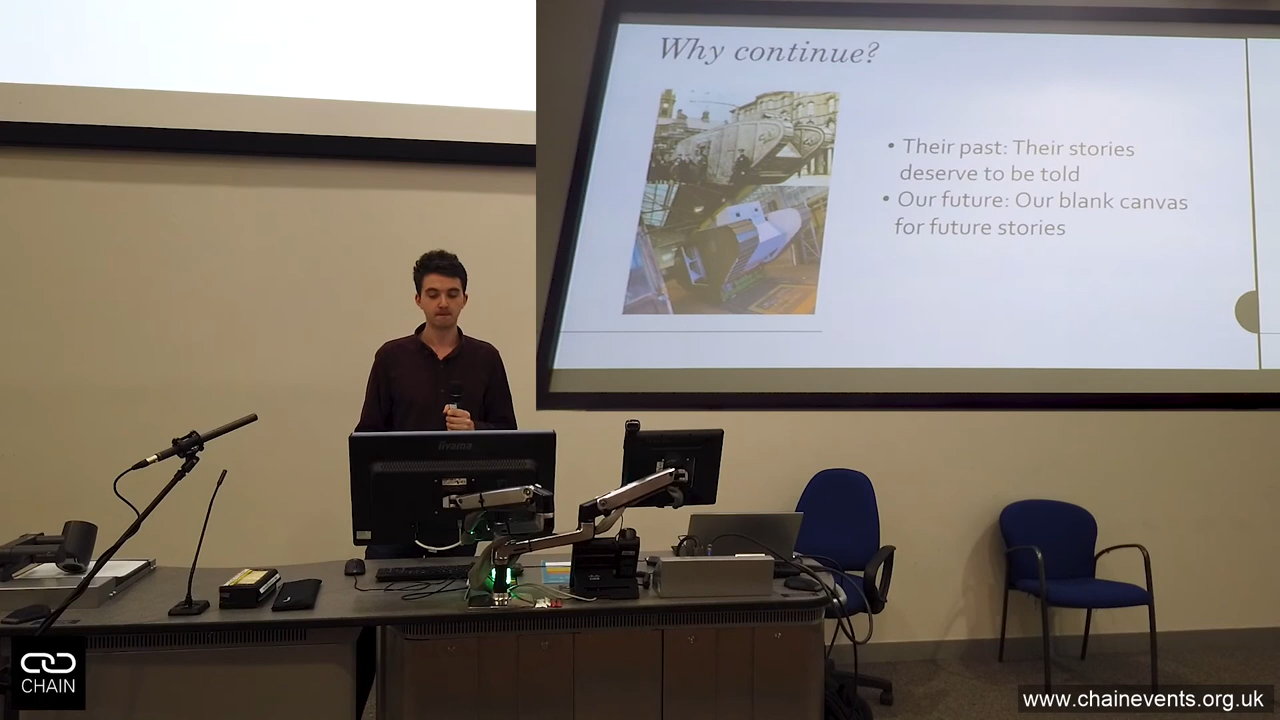 Why continue?
• Their past: Their stories
deserve to be told
• Our future: Our blank canvas
for future stories
iiyama
CHAIN
www.chainevents.org.uk